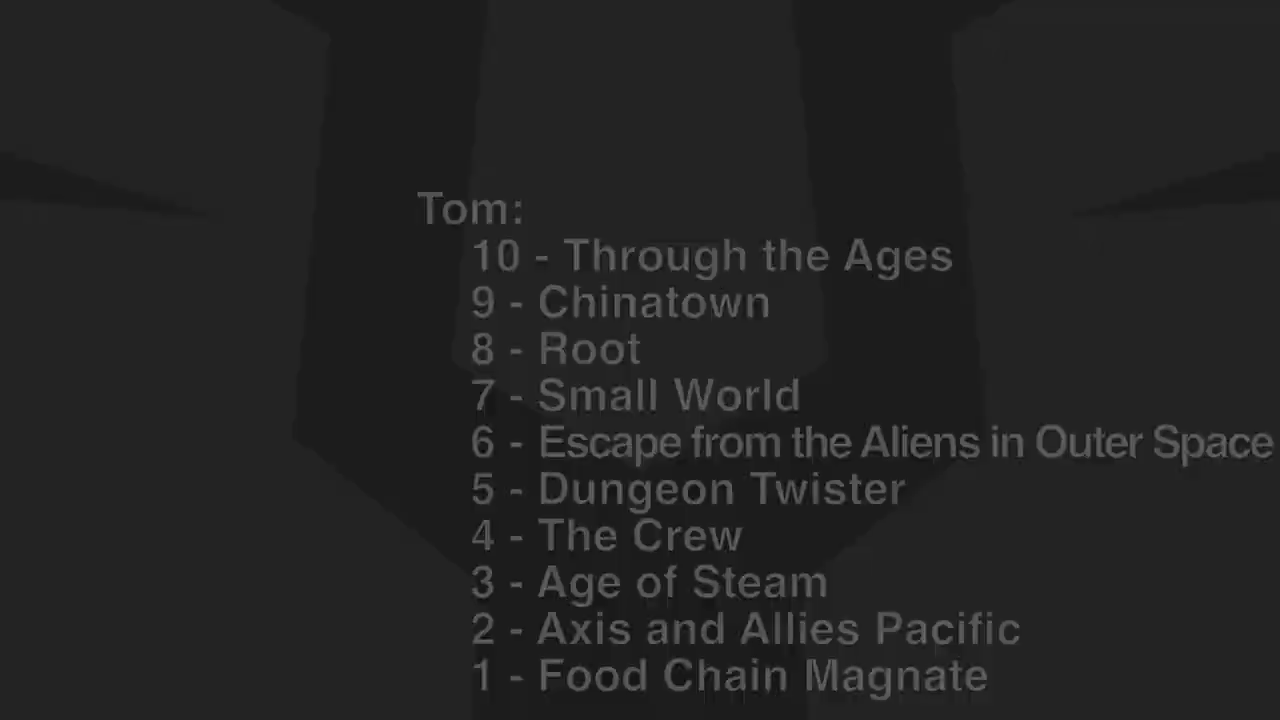 Tom:
10 - Through the Ages
9 - Chinatown
8 - Root
7 - Small World
6 - Escape from the Aliens in Outer Space
5 - Dungeon Twister
4 - The Crew
3 - Age of Steam
2 - Axis and Allies Pacific
1 - Food Chain Magnate